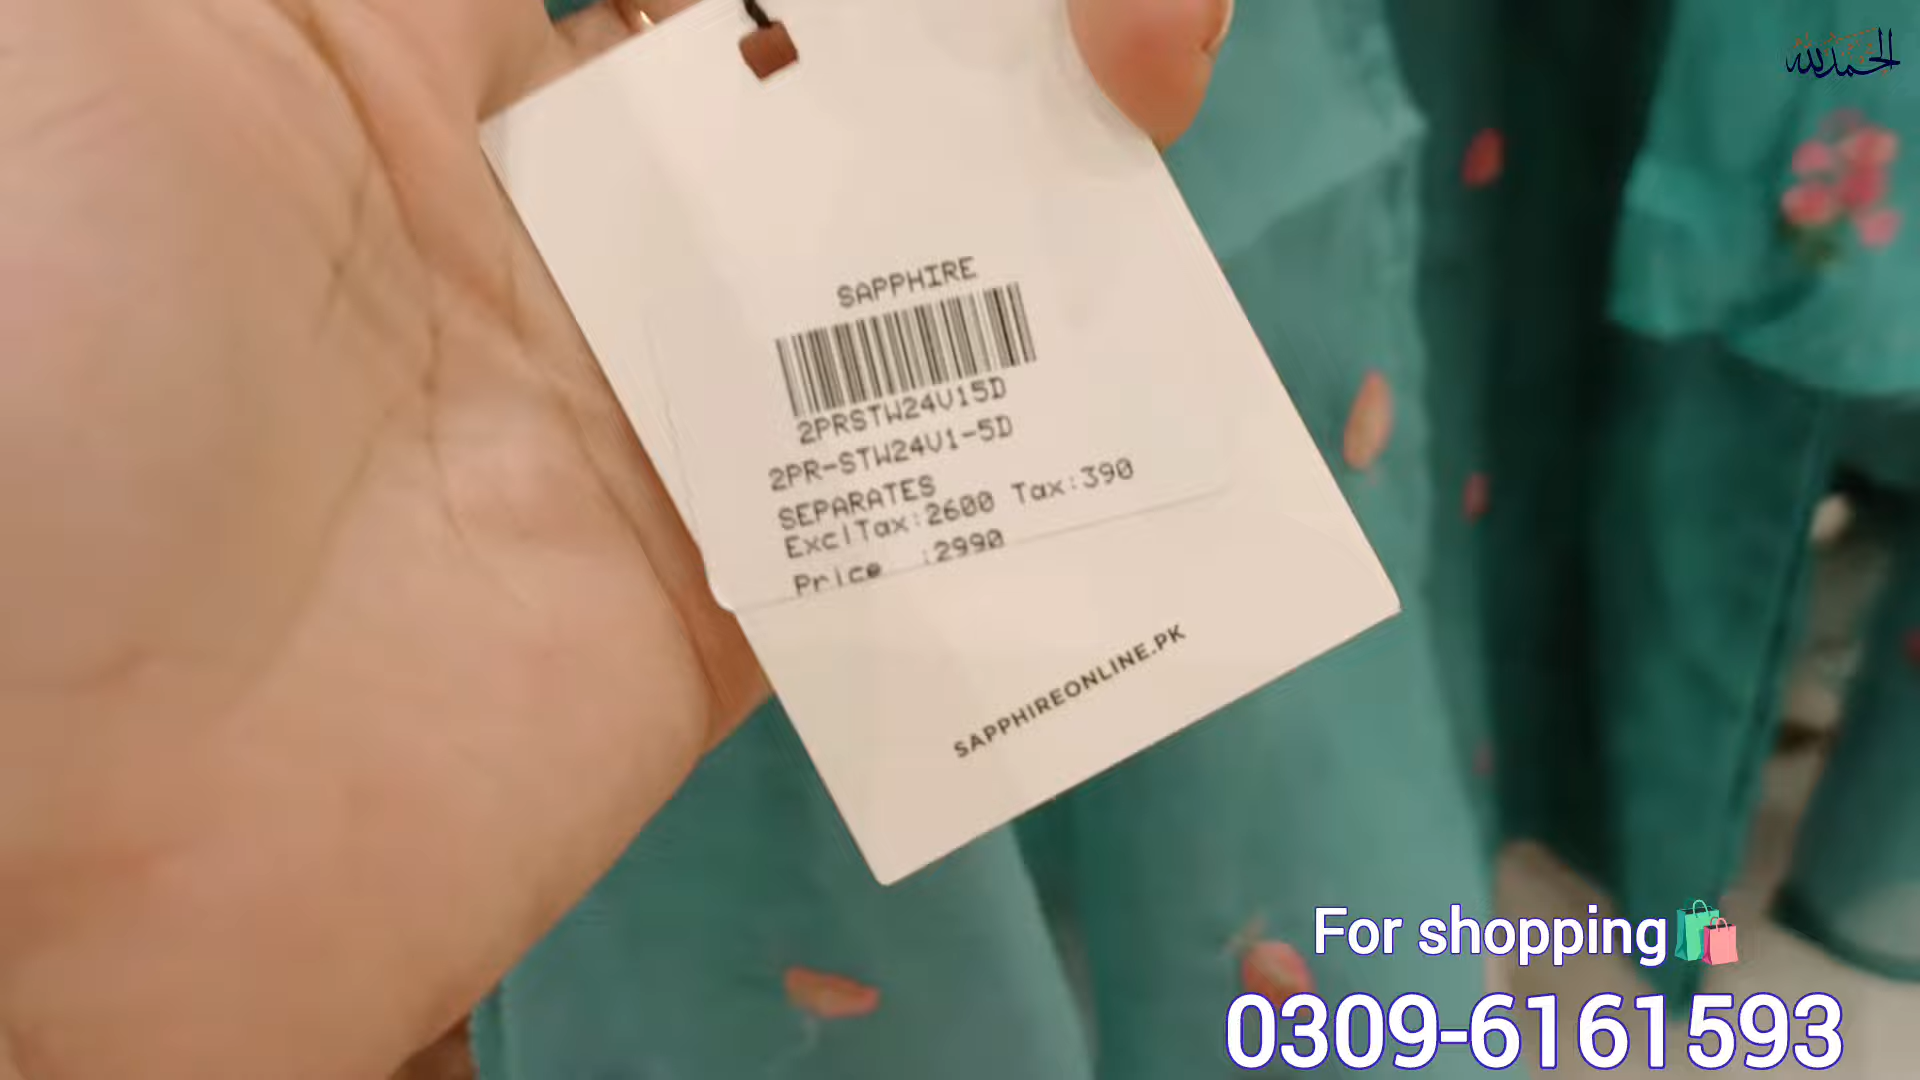 الحمدلله
SAPPHIRE
2PRSTW24V15D
2PR-STW24V1-5D
SEPARATES
ExclTax:2600 Tax:390
Price :2990
SAPPHIREONLINE.PK
For shopping🛍️
0309-6161593